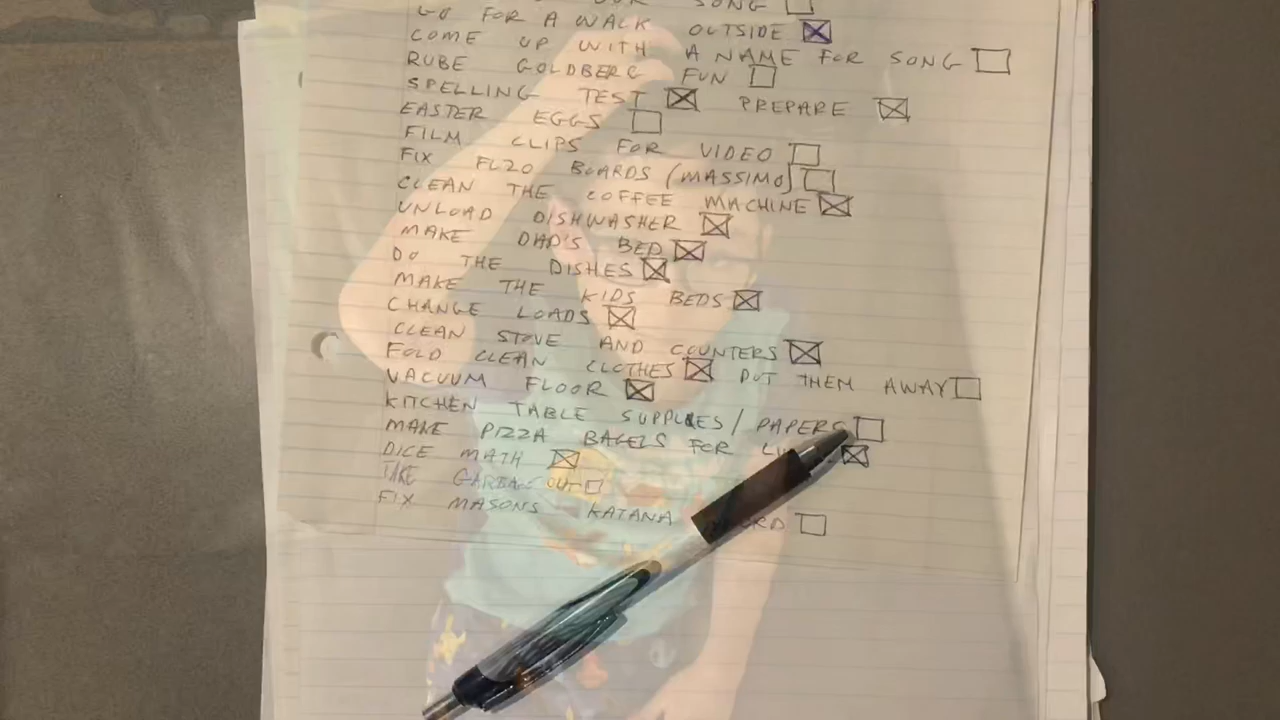 SONG
GO FOR A WALK OUTSIDE
COME UP WITH A NAME FOR SONG
RUBE GOLDBERG FUN
SPELLING TEST PREPARE
EASTER EGGS
FILM CLIPS FOR VIDEO
FIX FLZO BOARDS (MASSIMO)
CLEAN THE COFFEE MACHINE
UNLOAD DISHWASHER
MAKE DAD'S BED
DO THE DISHES
MAKE THE KIDS BEDS
CHANGE LOADS
CLEAN STOVE AND COUNTERS
FOLD CLEAN CLOTHES PUT THEM AWAY
VACUUM FLOOR
KITCHEN TABLE SUPPLIES / PAPERS
MAKE PIZZA BAGELS FOR
DICE MATH
TAKE GARBAGE OUT
FIX MASONS KATANA